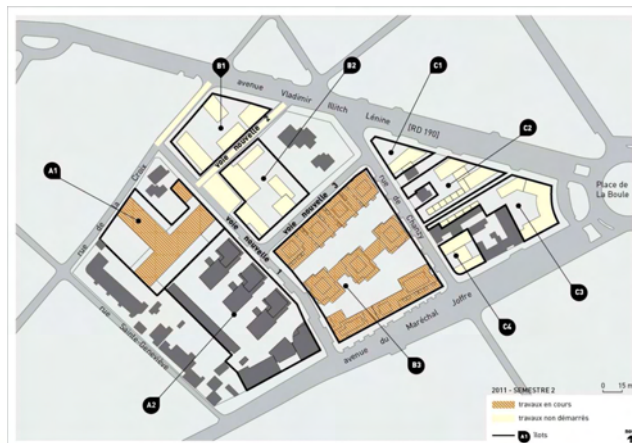 B1
B2
C1
avenue Vladimir Illitch Lénine [RD 190]
C2
A1
rue de la Croix
voie nouvelle 2
Place de
La Boule
voie nouvelle 3
rue de Chanzy
voie nouvelle 1
C3
rue Sainte-Geneviève
C4
avenue du Maréchal Joffre
A2
B3
2011 - SEMESTRE 2
0 15 m
travaux en cours
travaux non démarrés
A1 îlots